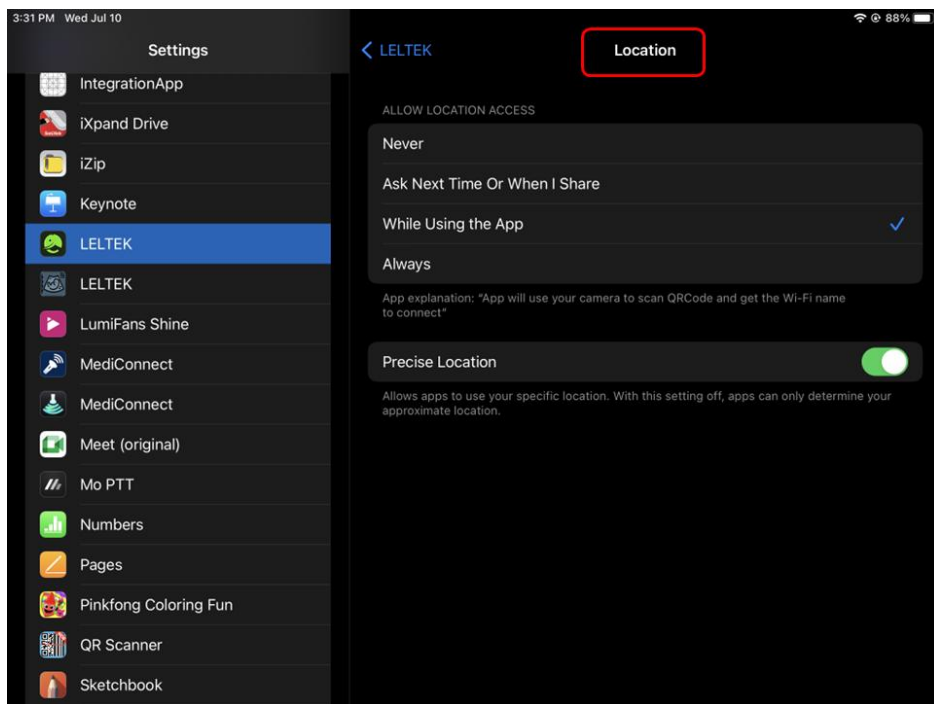 3:31 PM Wed Jul 10
88%
Settings
IntegrationApp
iXpand Drive
iZip
Keynote
LELTEK
LELTEK
LumiFans Shine
MediConnect
MediConnect
Meet (original)
Mo PTT
Numbers
Pages
Pinkfong Coloring Fun
QR Scanner
Sketchbook
LELTEK
Location
ALLOW LOCATION ACCESS
Never
Ask Next Time Or When I Share
While Using the App
Always
App explanation: “App will use your camera to scan QRCode and get the Wi-Fi name
to connect”
Precise Location
Allows apps to use your specific location. With this setting off, apps can only determine your
approximate location.